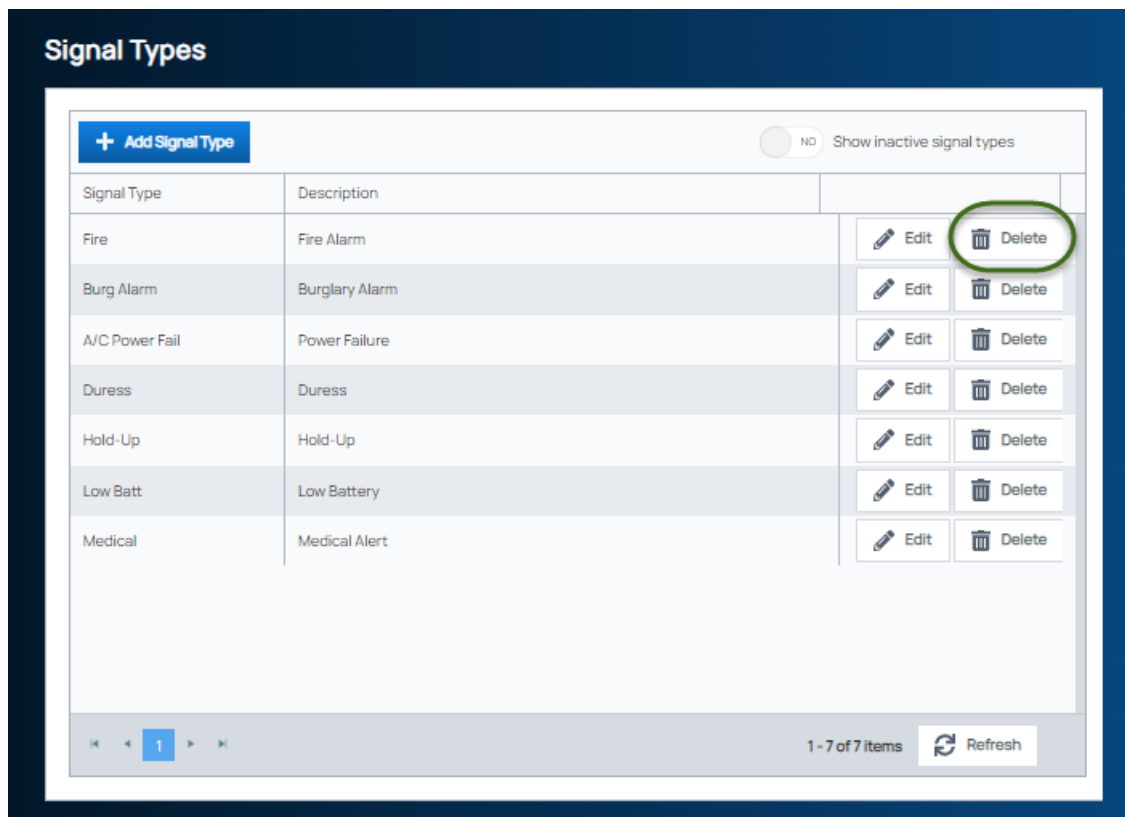 Signal Types
+ Add Signal Type NO Show inactive signal types
Signal Type Description
Fire Fire Alarm Edit Delete
Burg Alarm Burglary Alarm Edit Delete
A/C Power Fail Power Failure Edit Delete
Duress Duress Edit Delete
Hold-Up Hold-Up Edit Delete
Low Batt Low Battery Edit Delete
Medical Medical Alert Edit Delete
1 1 - 7 of 7 items Refresh